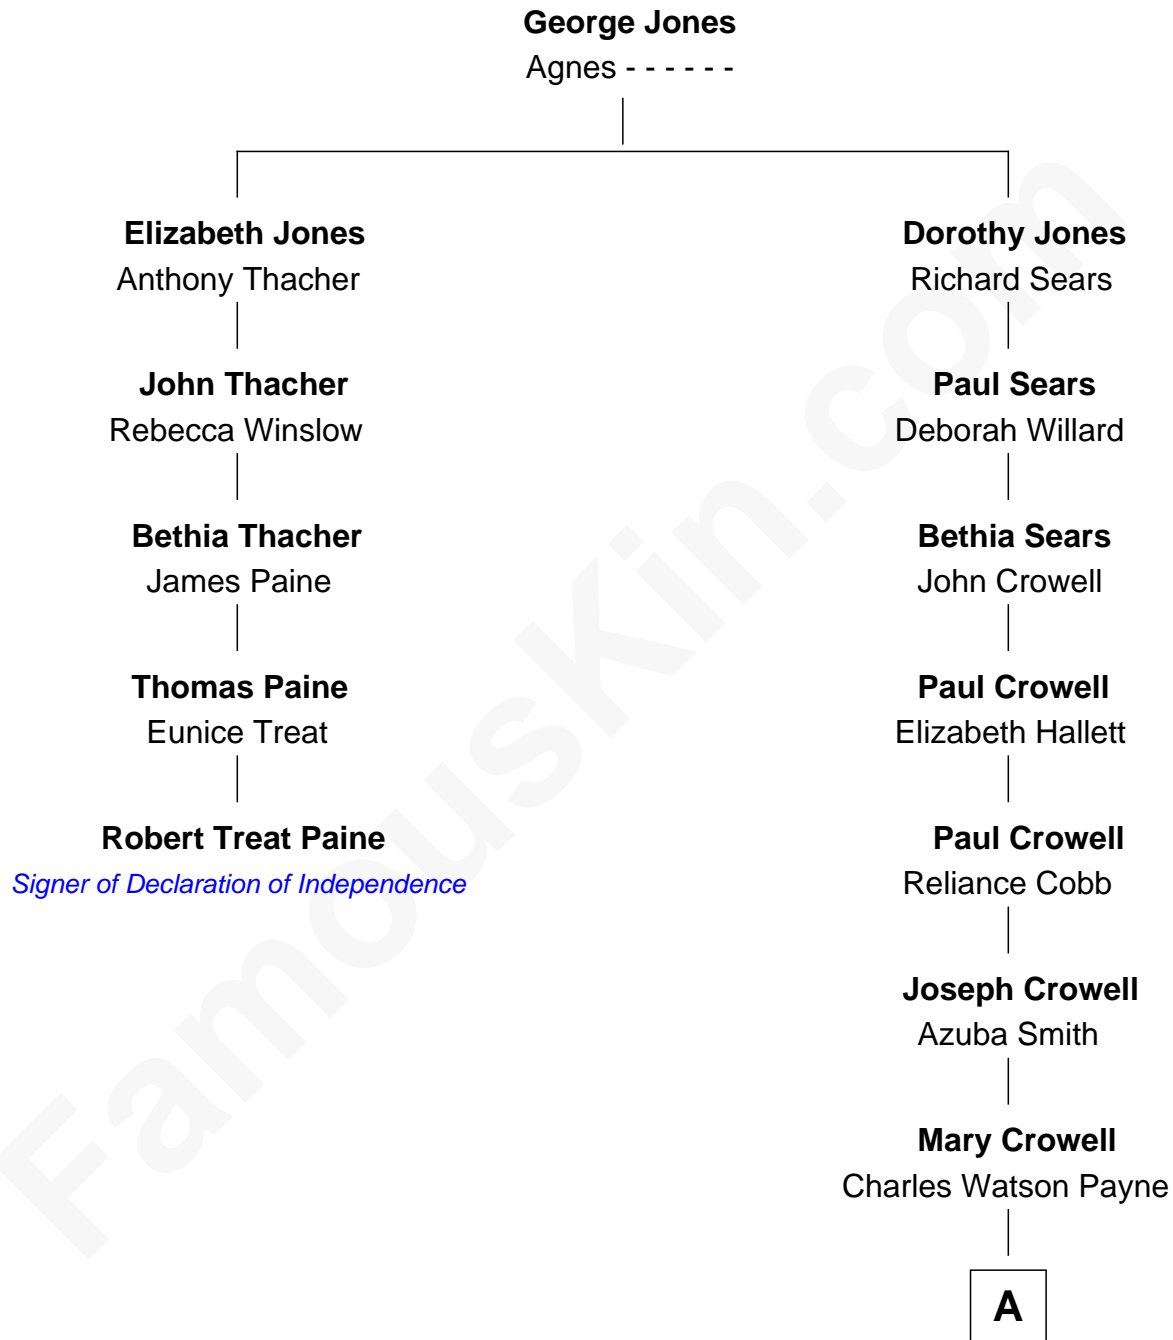 George Jones
Agnes - - - - - -
Elizabeth Jones
Anthony Thacher
John Thacher
Rebecca Winslow
Bethia Thacher
James Paine
Thomas Paine
Eunice Treat
Robert Treat Paine
Signer of Declaration of Independence
Dorothy Jones
Richard Sears
Paul Sears
Deborah Willard
Bethia Sears
John Crowell
Paul Crowell
Elizabeth Hallett
Paul Crowell
Reliance Cobb
Joseph Crowell
Azuba Smith
Mary Crowell
Charles Watson Payne
A
FamousKin.com